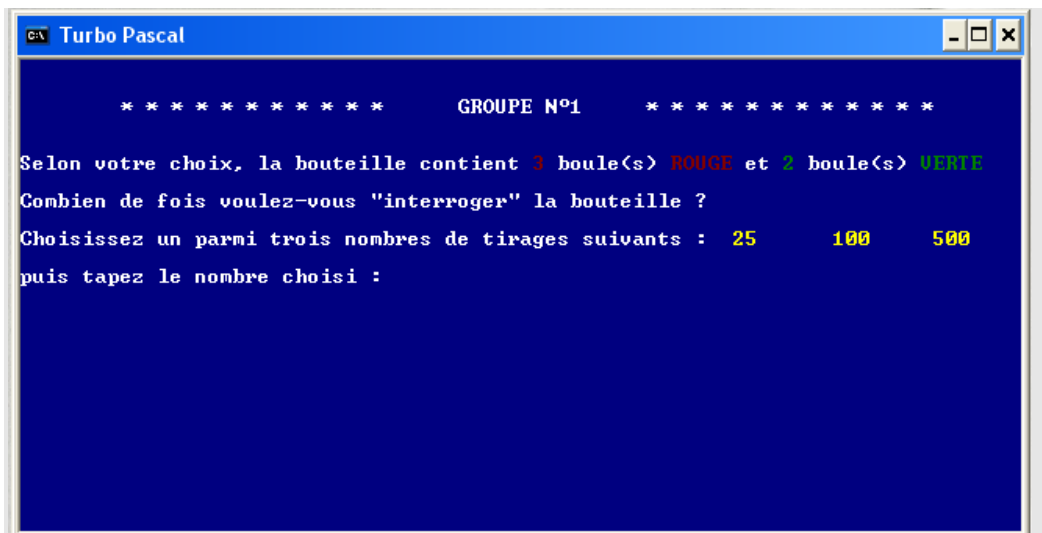 Turbo Pascal
* * * * * * * * * * * GROUPE Nº1 * * * * * * * * * * * *
Selon votre choix, la bouteille contient 3 boule(s) ROUGE et 2 boule(s) VERTE
Combien de fois voulez-vous "interroger" la bouteille ?
Choisissez un parmi trois nombres de tirages suivants : 25 100 500
puis tapez le nombre choisi :